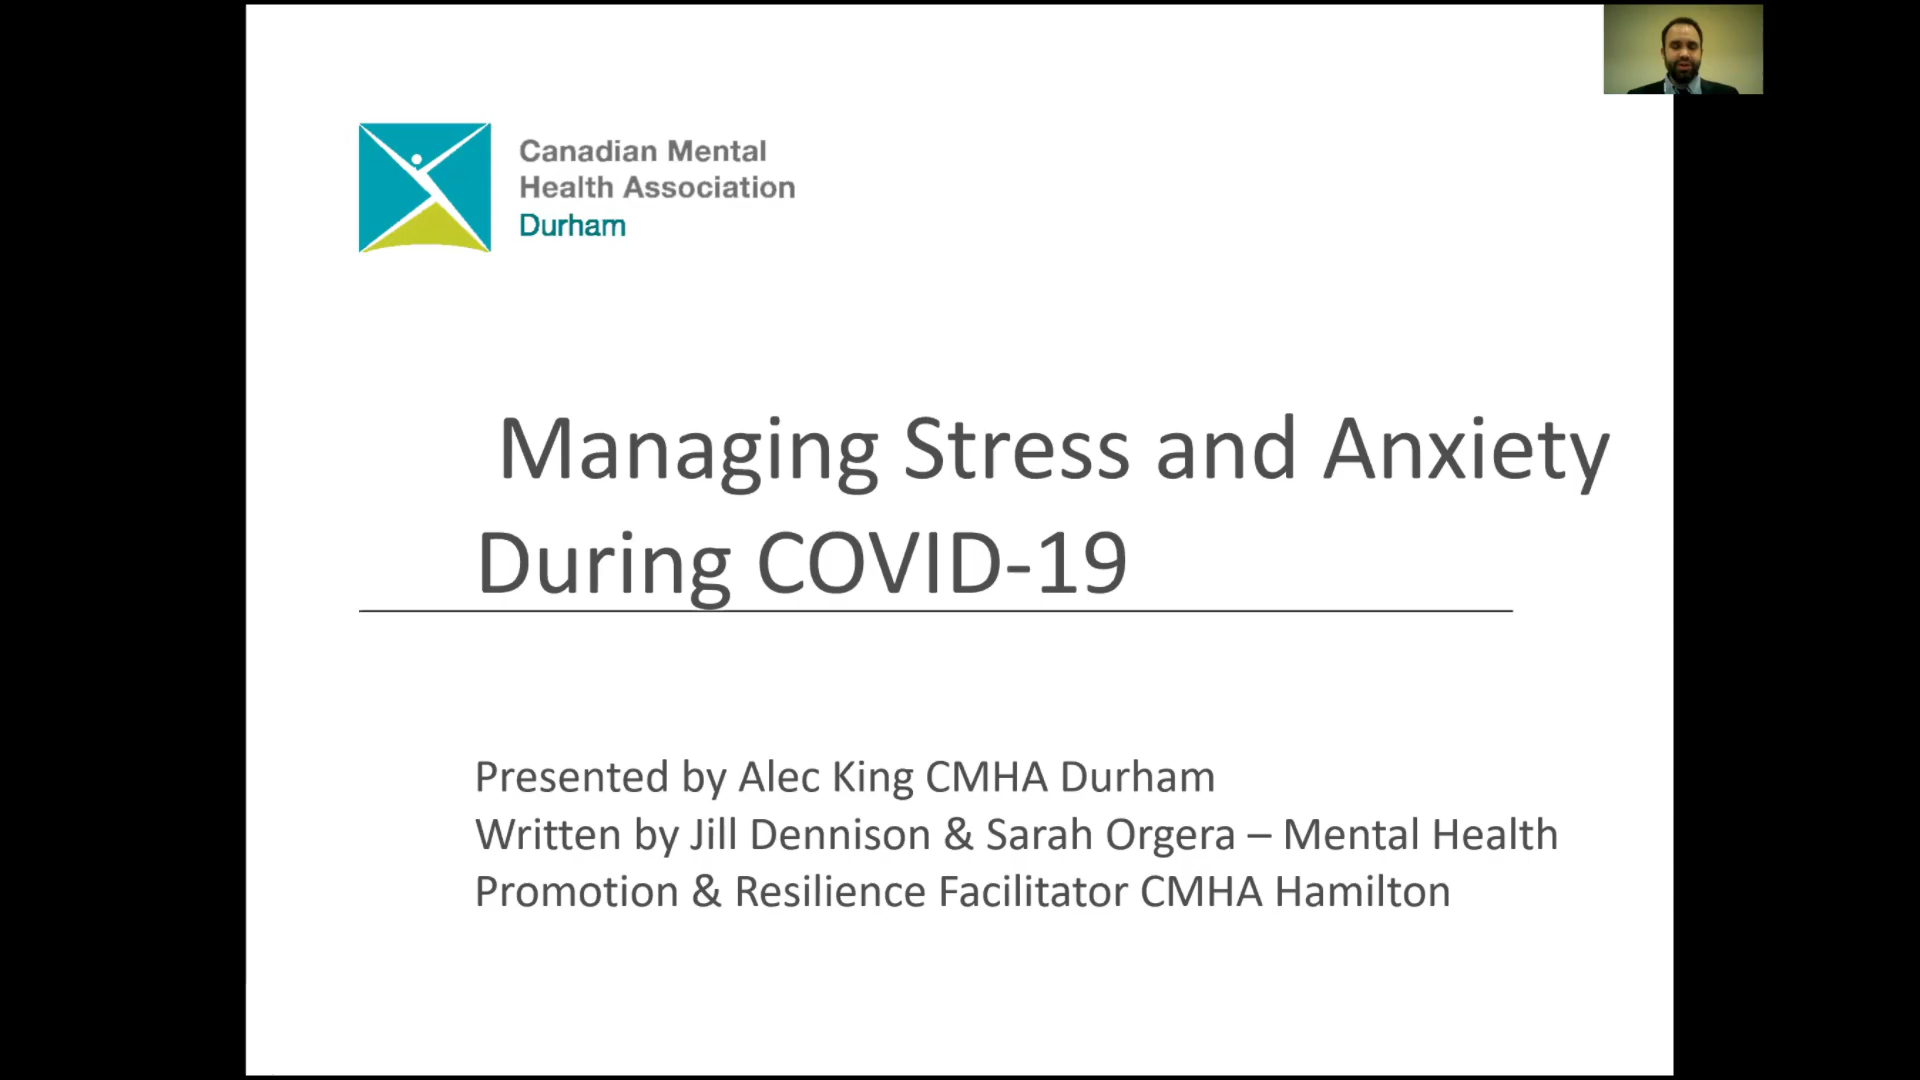 Canadian Mental
Health Association
Durham
Managing Stress and Anxiety
During COVID-19
Presented by Alec King CMHA Durham
Written by Jill Dennison & Sarah Orgera – Mental Health
Promotion & Resilience Facilitator CMHA Hamilton